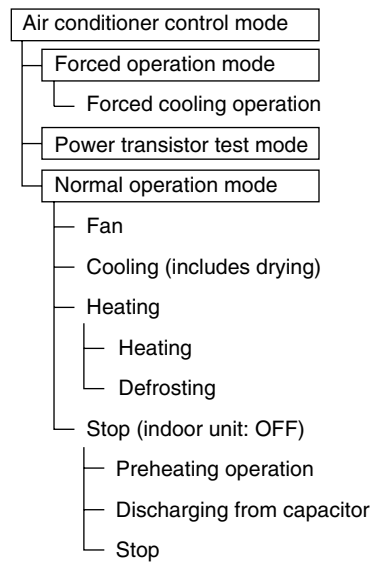 Air conditioner control mode
Forced operation mode
Forced cooling operation
Power transistor test mode
Normal operation mode
Fan
Cooling (includes drying)
Heating
Heating
Defrosting
Stop (indoor unit: OFF)
Preheating operation
Discharging from capacitor
Stop